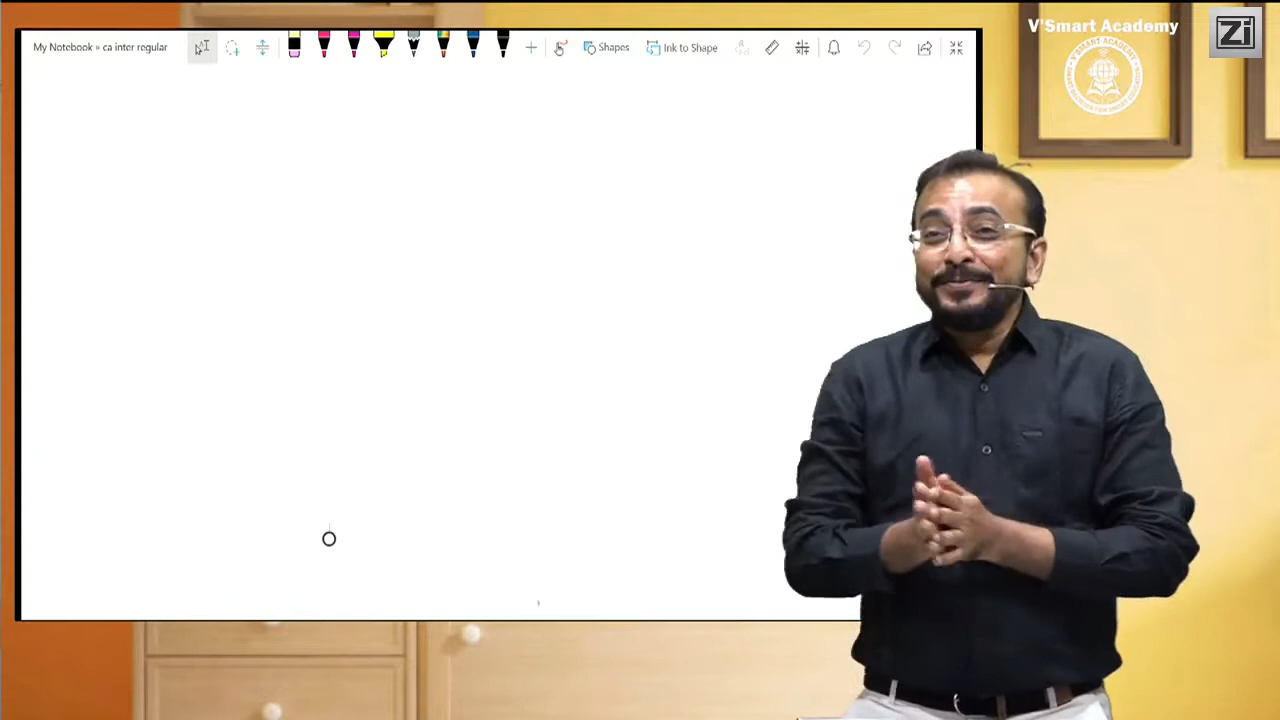 V'Smart Academy
Zi
My Notebook » ca inter regular
Shapes
Ink to Shape